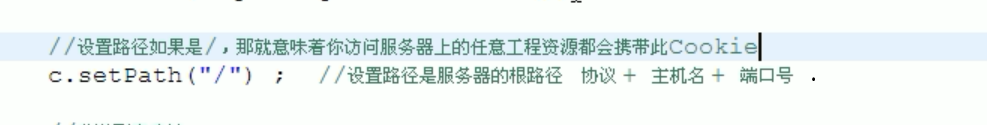 //设置路径如果是/，那就意味着你访问服务器上的任意工程资源都会携带此Cookie
c.setPath("/") ; //设置路径是服务器的根路径 协议+ 主机名+ 端口号 .